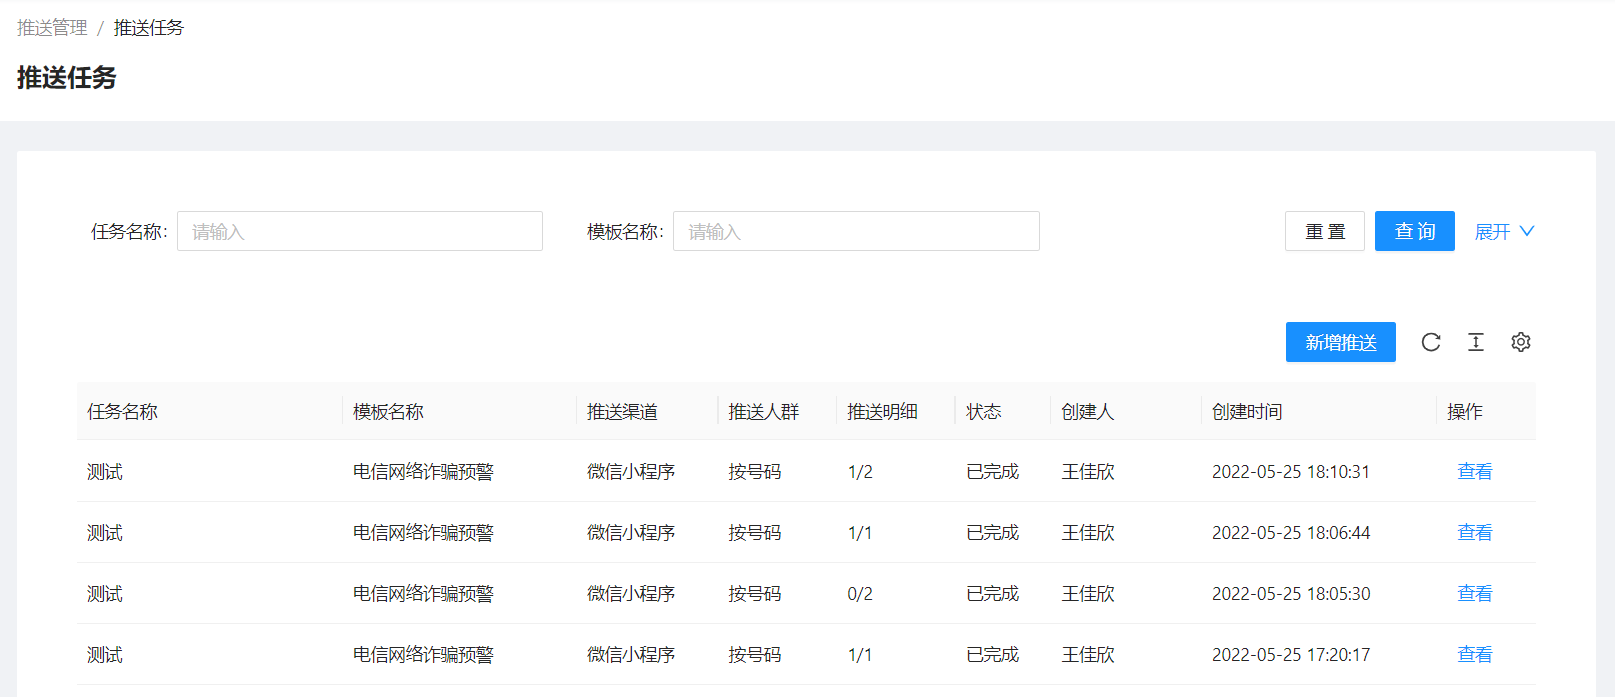 推送管理 / 推送任务
推送任务
任务名称: 请输入 模板名称: 请输入 重 置 查 询 展开
新增推送
任务名称 模板名称 推送渠道 推送人群 推送明细 状态 创建人 创建时间 操作
测试 电信网络诈骗预警 微信小程序 按号码 1/2 已完成 王佳欣 2022-05-25 18:10:31 查看
测试 电信网络诈骗预警 微信小程序 按号码 1/1 已完成 王佳欣 2022-05-25 18:06:44 查看
测试 电信网络诈骗预警 微信小程序 按号码 0/2 已完成 王佳欣 2022-05-25 18:05:30 查看
测试 电信网络诈骗预警 微信小程序 按号码 1/1 已完成 王佳欣 2022-05-25 17:20:17 查看